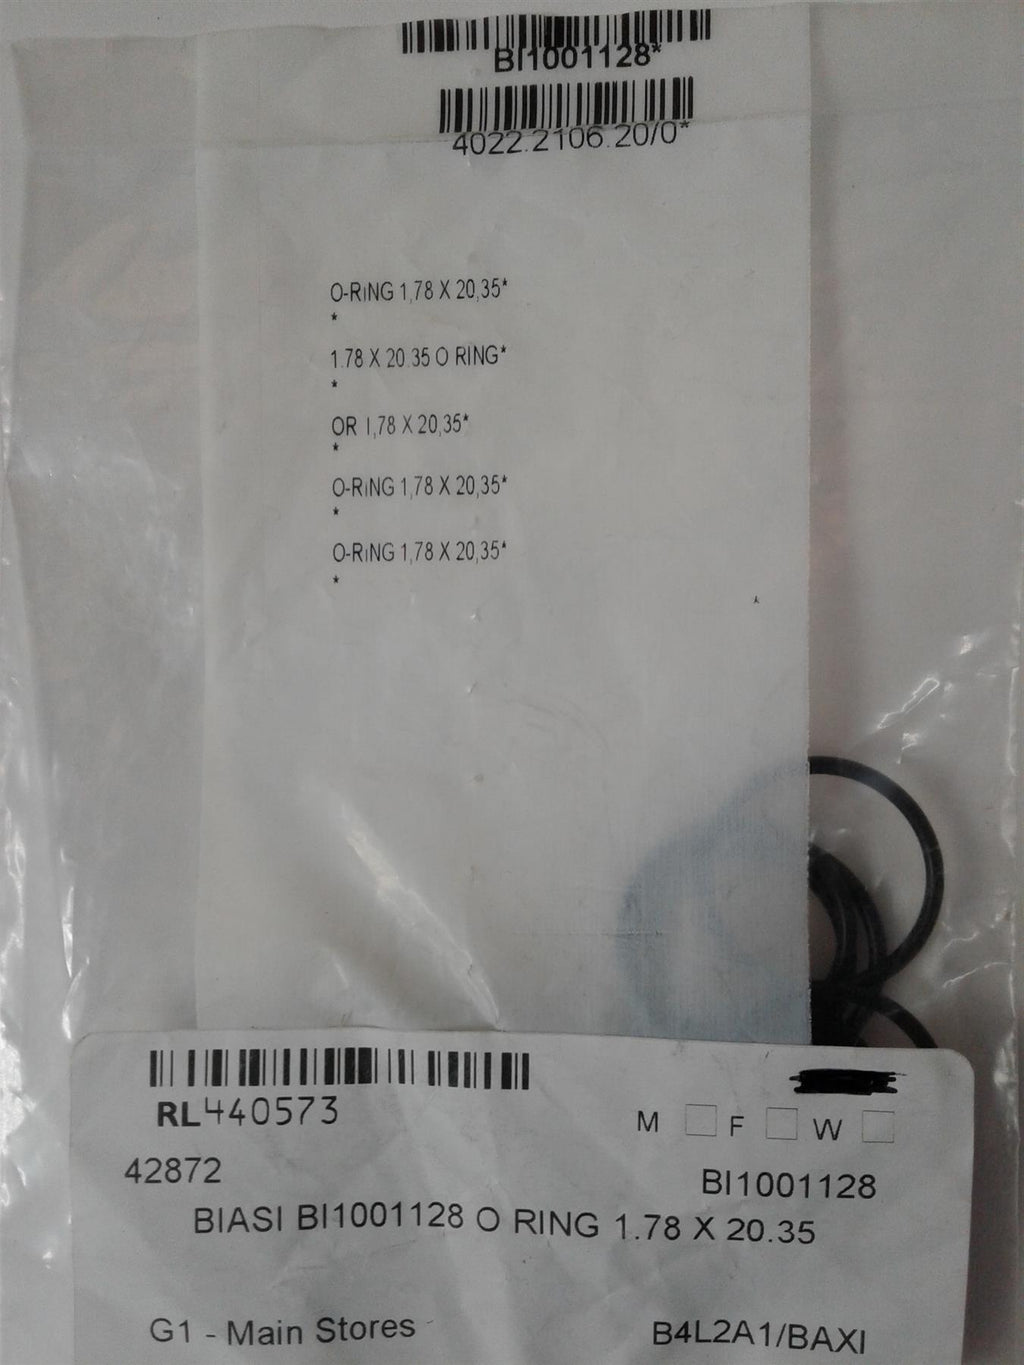 BI1001128*
4022.2106.20/0*
O-RiNG 1,78 X 20,35*
*
1.78 X 20.35 O RING*
*
OR 1,78 X 20,35*
*
O-RiNG 1,78 X 20,35*
*
O-RiNG 1,78 X 20,35*
*
RL440573
M F W
42872 BI1001128
BIASI BI1001128 O RING 1.78 X 20.35
G1 - Main Stores B4L2A1/BAXI